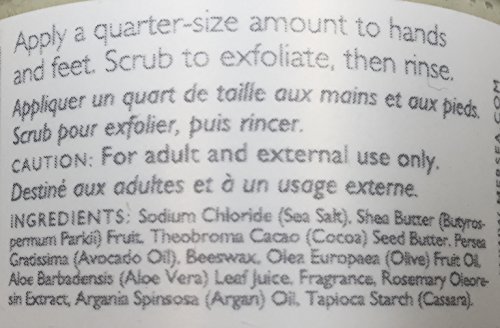 Apply a quarter-size amount to hands
and feet. Scrub to exfoliate, then rinse.
Appliquer un quart de taille aux mains et aux pieds.
Scrub pour exfolier, puis rincer.
CAUTION: For adult and external use only.
Destiné aux adultes et à un usage externe.
INGREDIENTS: Sodium Chloride (Sea Salt), Shea Butter (Butyros-
permum Parkii) Fruit, Theobroma Cacao (Cocoa) Seed Butter, Persea
Gratissima (Avocado Oil), Beeswax, Olea Europaea (Olive) Fruit Oil,
Aloe Barbadensis (Aloe Vera) Leaf Juice, Fragrance, Rosemary Oleore-
sin Extract, Argania Spinsosa (Argan) Oil, Tapioca Starch (Cassara).